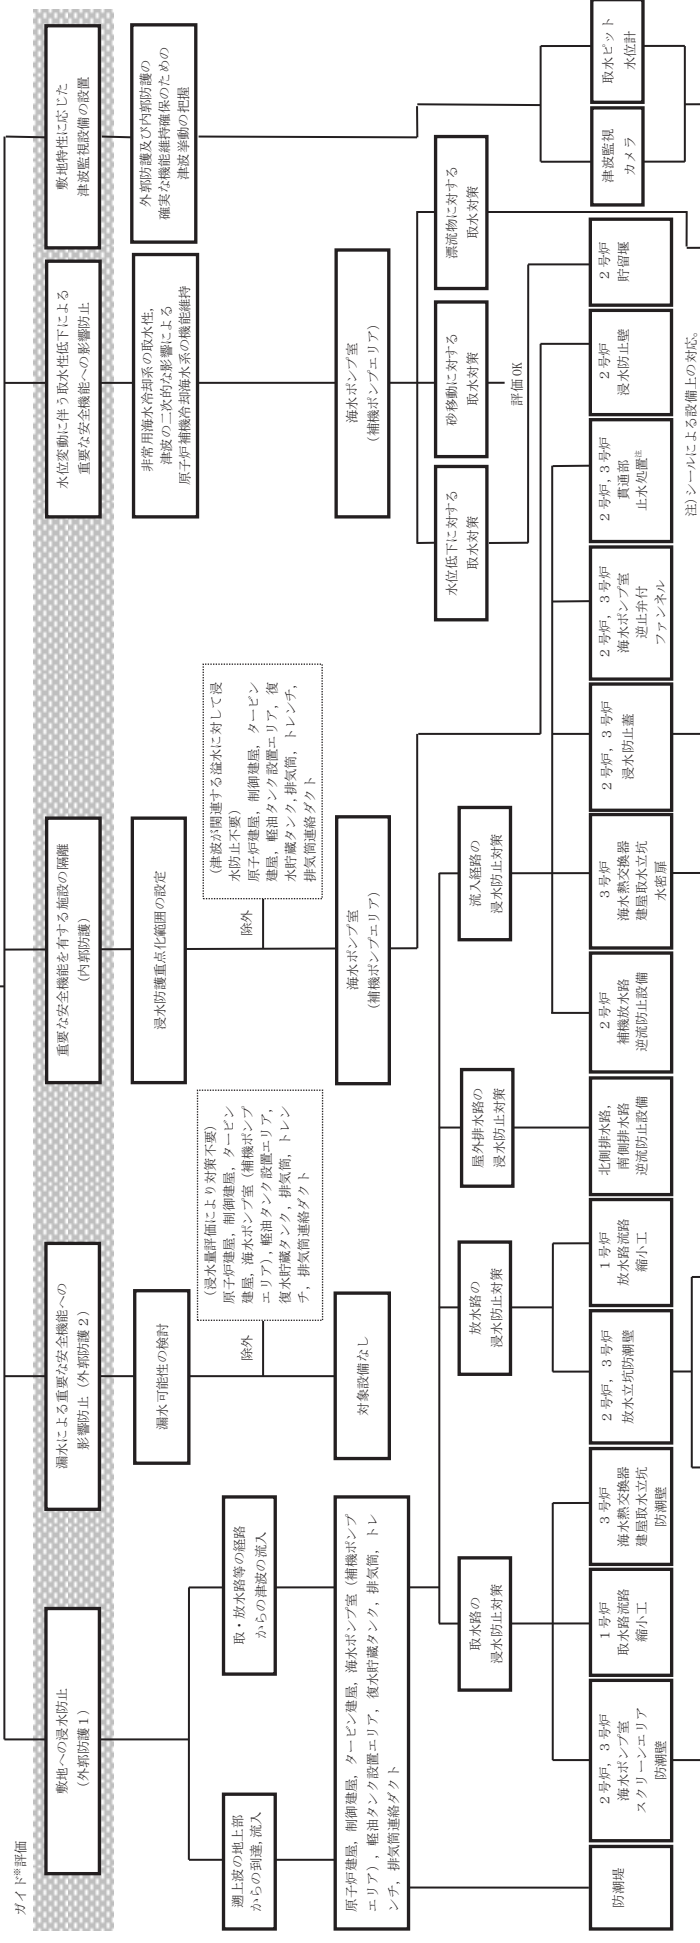 ガイド※評価
敷地への浸水防止
（外郭防護１）
漏水による重要な安全機能への
影響防止（外郭防護２）
重要な安全機能を有する施設の隔離
（内郭防護）
水位変動に伴う取水性低下による
重要な安全機能への影響防止
敷地特性に応じた
津波監視設備の設置
漏水可能性の検討
浸水防護重点化範囲の設定
非常用海水冷却系の取水性，
津波の二次的な影響による
原子炉補機冷却海水系の機能維持
外郭防護及び内郭防護の
確実な機能維持確保のための
津波挙動の把握
遡上波の地上部
からの到達，流入
取・放水路等の経路
からの津波の流入
除外
（浸水量評価により対策不要）
原子炉建屋，制御建屋，タービン
建屋，海水ポンプ室（補機ポンプ
エリア），軽油タンク設置エリア，
復水貯蔵タンク，排気筒，トレン
チ，排気筒連絡ダクト
除外
（津波が関連する溢水に対して浸
水防止不要）
原子炉建屋，制御建屋，タービン
建屋，軽油タンク設置エリア，復
水貯蔵タンク，排気筒，トレンチ，
排気筒連絡ダクト
原子炉建屋，制御建屋，タービン建屋，海水ポンプ室（補機ポンプ
エリア），軽油タンク設置エリア，復水貯蔵タンク，排気筒，トレ
ンチ，排気筒連絡ダクト
対象設備なし
海水ポンプ室
（補機ポンプエリア）
海水ポンプ室
（補機ポンプエリア）
取水路の
浸水防止対策
放水路の
浸水防止対策
屋外排水路の
浸水防止対策
流入経路の
浸水防止対策
水位低下に対する
取水対策
砂移動に対する
取水対策
漂流物に対する
取水対策
評価OK
防潮堤
２号炉，３号炉
海水ポンプ室
スクリーンエリア
防潮壁
１号炉
取水路流路
縮小工
３号炉
海水熱交換器
建屋取水立坑
防潮壁
２号炉，３号炉
放水立坑防潮壁
１号炉
放水路流路
縮小工
北側排水路，
南側排水路
逆流防止設備
２号炉
補機放水路
逆流防止設備
３号炉
海水熱交換器
建屋取水立坑
水密扉
２号炉，３号炉
浸水防止蓋
２号炉，３号炉
海水ポンプ室
逆止弁付
ファンネル
２号炉，３号炉
貫通部
止水処置注
２号炉
浸水防止壁
２号炉
貯留堰
津波監視
カメラ
取水ピット
水位計
注）シールによる設備上の対応。